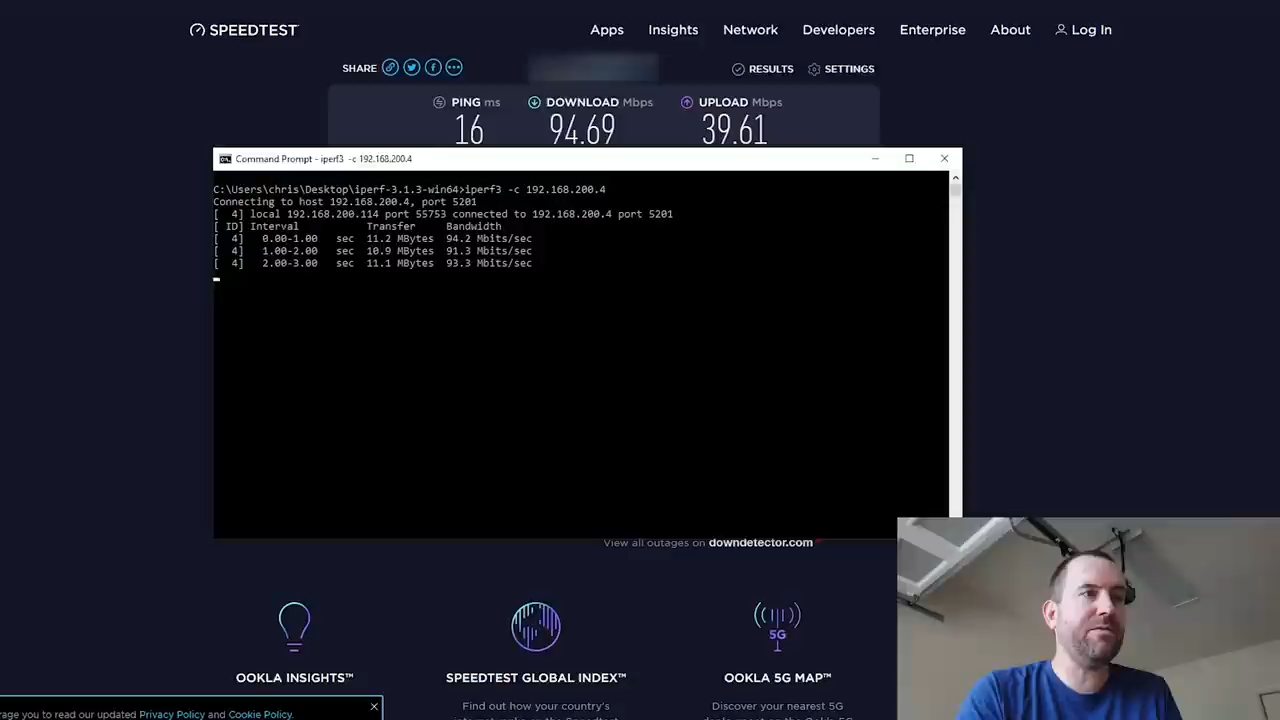 SPEEDTEST
Apps Insights Network Developers Enterprise About Log In
SHARE RESULTS SETTINGS
PING ms DOWNLOAD Mbps UPLOAD Mbps
16 94.69 39.61
Command Prompt - iperf3 -c 192.168.200.4
C:\Users\chris\Desktop\iperf-3.1.3-win64>iperf3 -c 192.168.200.4
Connecting to host 192.168.200.4, port 5201
[ 4] local 192.168.200.114 port 55753 connected to 192.168.200.4 port 5201
[ ID] Interval Transfer Bandwidth
[ 4] 0.00-1.00 sec 11.2 MBytes 94.2 Mbits/sec
[ 4] 1.00-2.00 sec 10.9 MBytes 91.3 Mbits/sec
[ 4] 2.00-3.00 sec 11.1 MBytes 93.3 Mbits/sec
View all outages on downdetector.com
5G
OOKLA INSIGHTS™ SPEEDTEST GLOBAL INDEX™ OOKLA 5G MAP™
Find out how your country's Discover your nearest 5G
rage you to read our updated Privacy Policy and Cookie Policy.